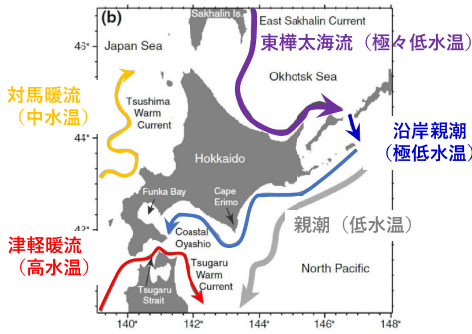 (b)
Sakhalin Is.
East Sakhalin Current
東樺太海流（極々低水温）
46°
Japan Sea
Okhotsk Sea
対馬暖流
（中水温）
Tsushima
Warm
Current
沿岸親潮
（極低水温）
44°
Hokkaido
Funka Bay
Cape
Erimo
親潮（低水温）
42°
Coastal
Oyashio
津軽暖流
（高水温）
Tsugaru
Warm
Current
North Pacific
Tsugaru
Strait
140°
142°
143°
144°
146°
148°